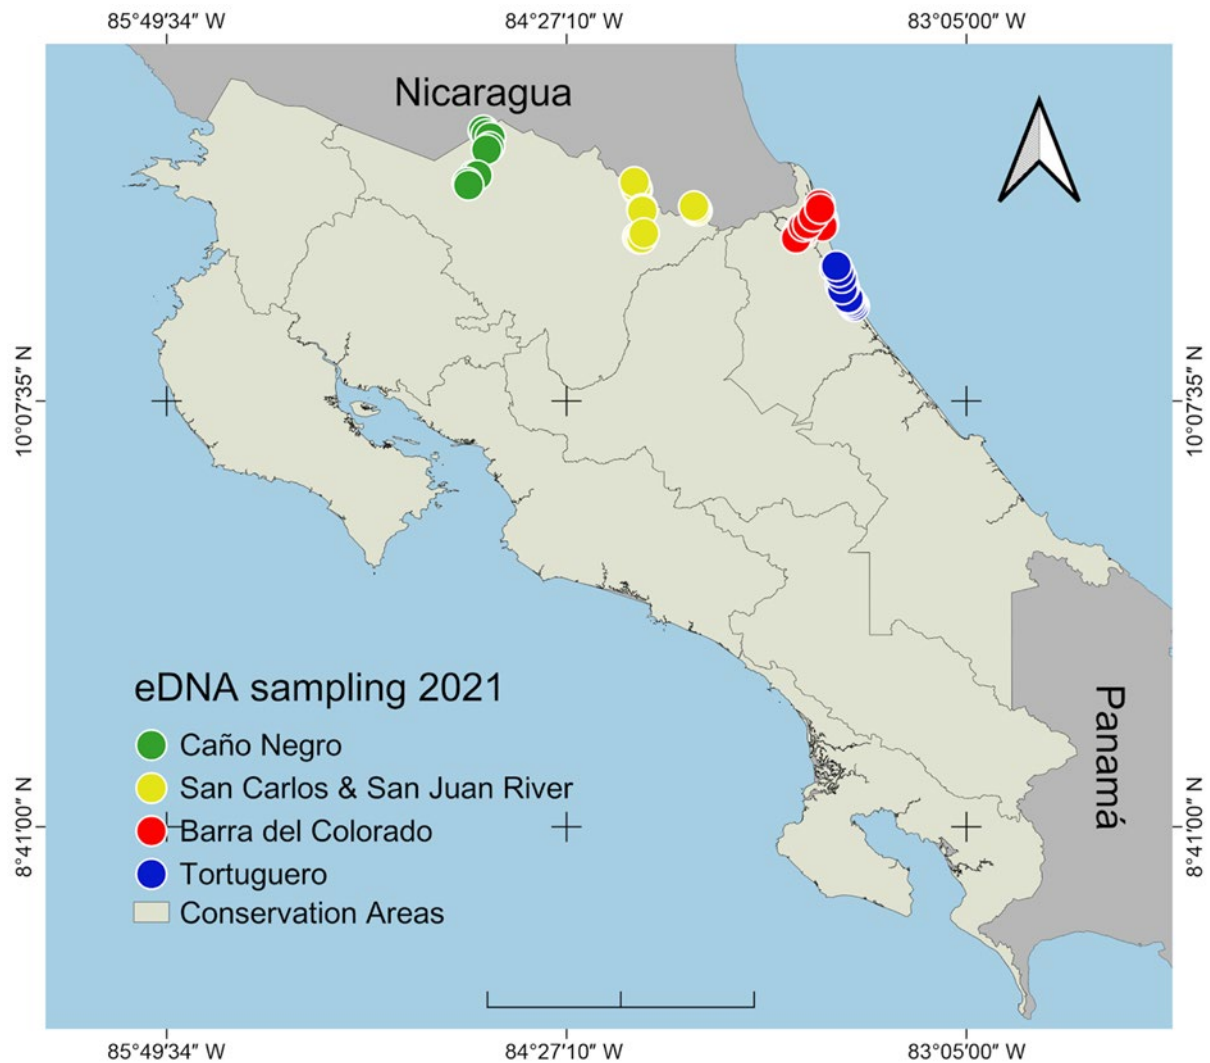 85°49′34″ W 84°27′10″ W 83°05′00″ W
Nicaragua
10°07′35″ N
10°07′35″ N
eDNA sampling 2021
Caño Negro
San Carlos & San Juan River
Barra del Colorado
Tortuguero
Conservation Areas
Panamá
8°41′00″ N
8°41′00″ N
85°49′34″ W 84°27′10″ W 83°05′00″ W